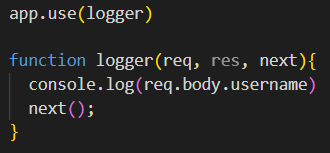 app.use(logger)
function logger(req, res, next){
console.log(req.body.username)
next();
}